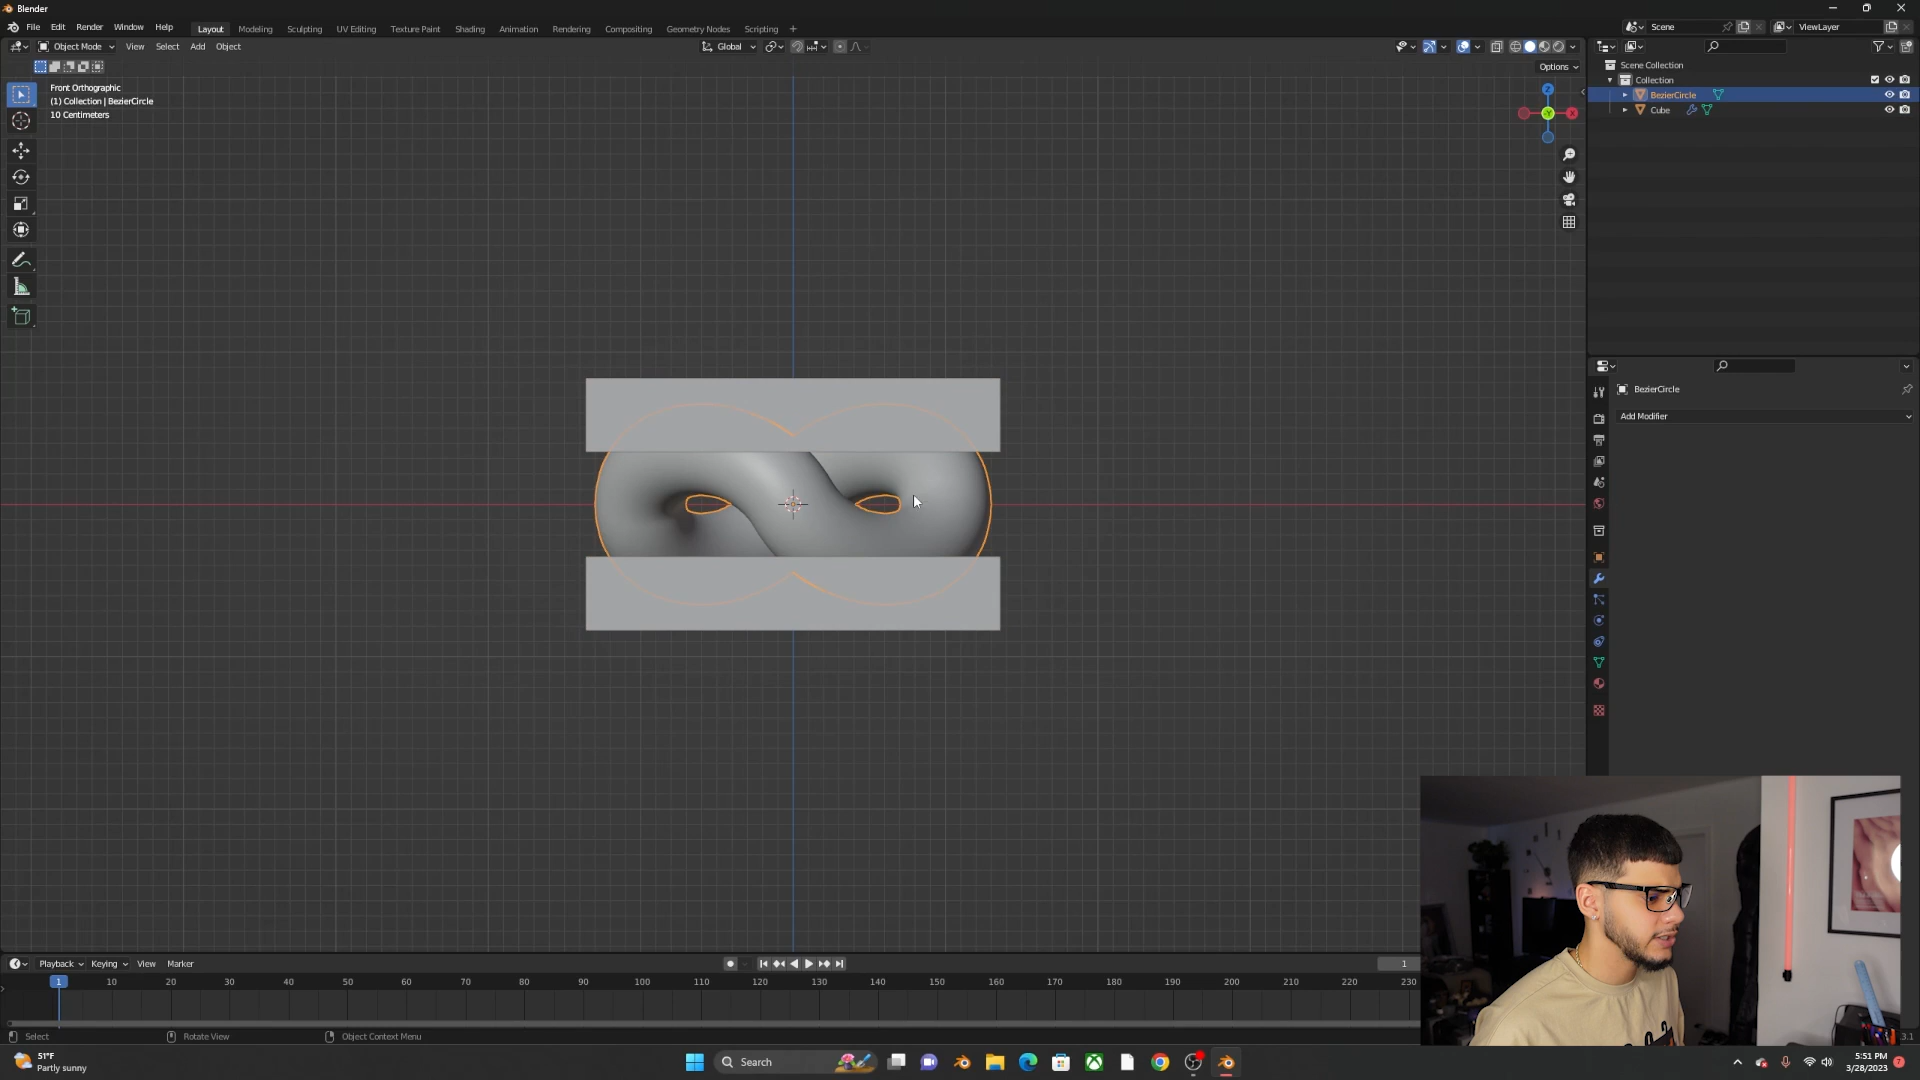 Blender
File Edit Render Window Help Layout Modeling Sculpting UV Editing Texture Paint Shading Animation Rendering Compositing Geometry Nodes Scripting + Scene ViewLayer
Object Mode View Select Add Object Global
Options
Front Orthographic
(1) Collection | BezierCircle
10 Centimeters
Z
X
Y
Scene Collection
Collection
BezierCircle
Cube
BezierCircle
Add Modifier
Playback Keying View Marker 1
1 10 20 30 40 50 60 70 80 90 100 110 120 130 140 150 160 170 180 190 200 210 220 230
Select Rotate View Object Context Menu 3.1
51°F
Partly sunny
Search
5:51 PM
3/28/2023